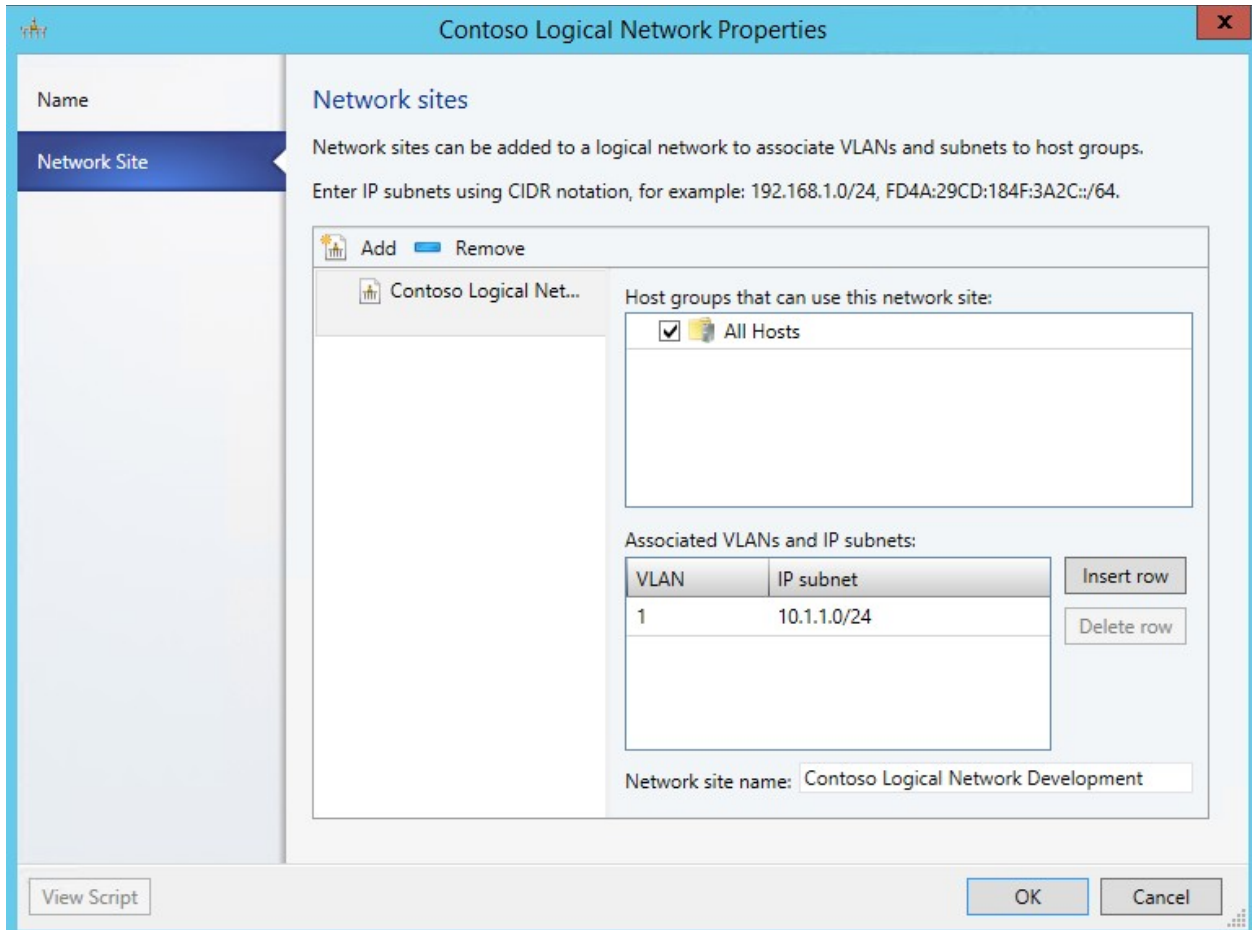 Contoso Logical Network Properties
x
Name
Network Site
Network sites
Network sites can be added to a logical network to associate VLANs and subnets to host groups.
Enter IP subnets using CIDR notation, for example: 192.168.1.0/24, FD4A:29CD:184F:3A2C::/64.
Add Remove
Contoso Logical Net...
Host groups that can use this network site:
All Hosts
Associated VLANs and IP subnets:
VLAN IP subnet
1 10.1.1.0/24
Insert row
Delete row
Network site name: Contoso Logical Network Development
View Script
OK Cancel